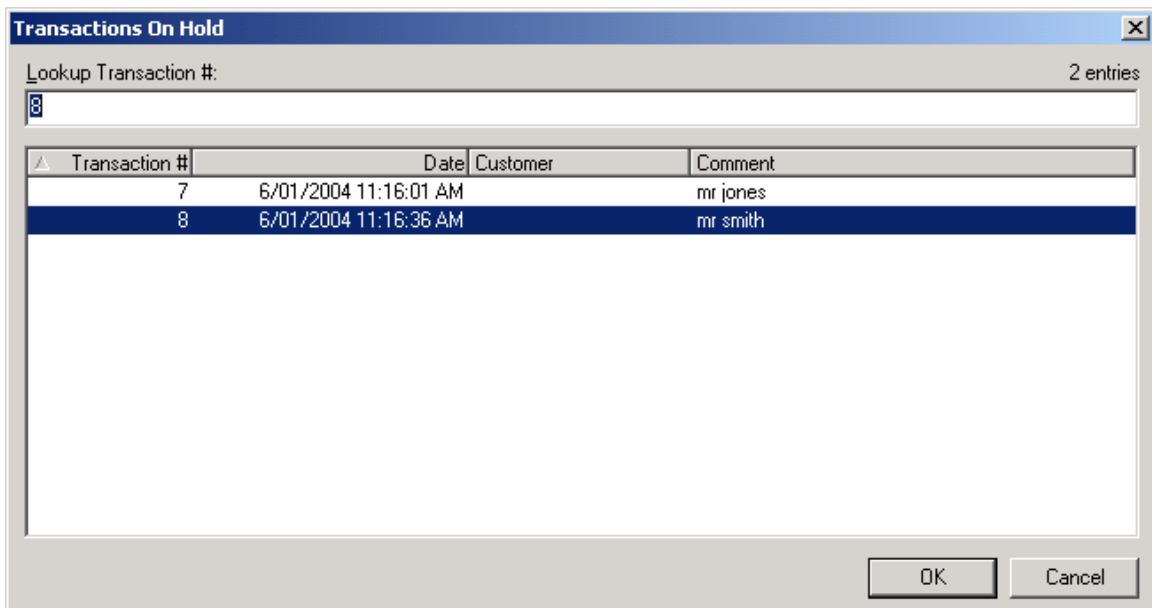 Transactions On Hold
Lookup Transaction #: 2 entries
8
Transaction # Date Customer Comment
7 6/01/2004 11:16:01 AM mr jones
8 6/01/2004 11:16:36 AM mr smith
OK Cancel